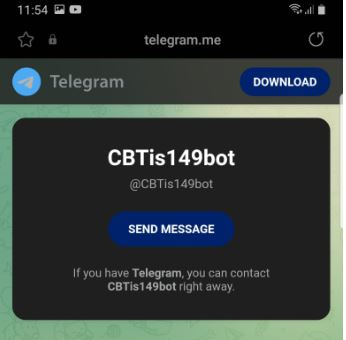 11:54
telegram.me
Telegram
DOWNLOAD
CBTis149bot
@CBTis149bot
SEND MESSAGE
If you have Telegram, you can contact
CBTis149bot right away.